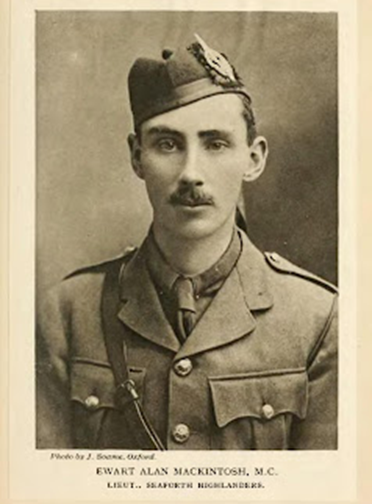 Photo by J. Soame, Oxford.
EWART ALAN MACKINTOSH, M.C.
LIEUT., SEAFORTH HIGHLANDERS.